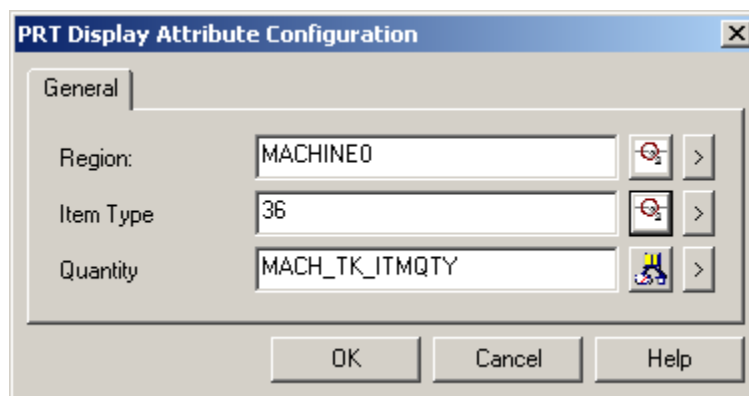 PRT Display Attribute Configuration
General
Region: MACHINE0 >
Item Type 36 >
Quantity MACH_TK_ITMQTY >
OK Cancel Help